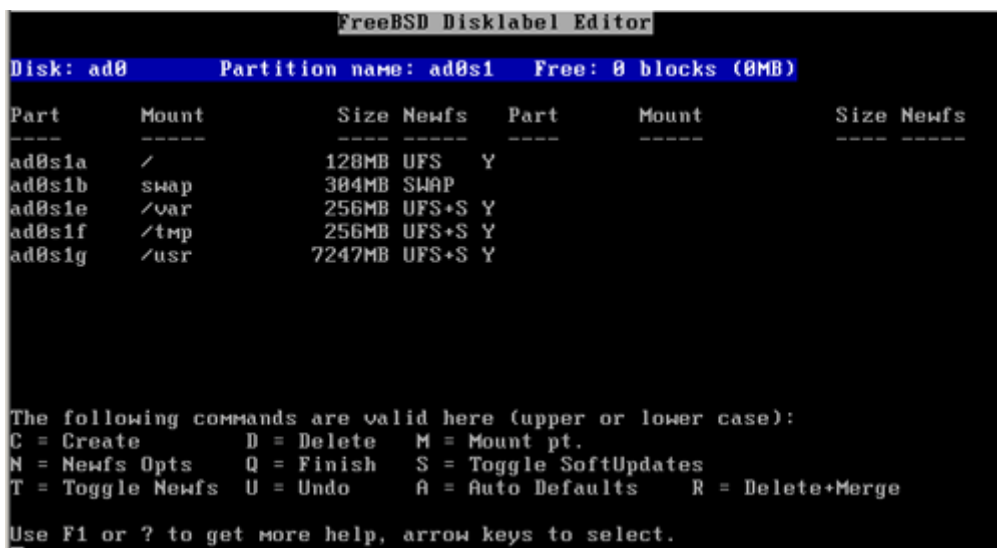 FreeBSD Disklabel Editor
Disk: ad0 Partition name: ad0s1 Free: 0 blocks (0MB)
Part Mount Size Newfs Part Mount Size Newfs
---- ----- ---- ----- ---- ----- ---- -----
ad0s1a / 128MB UFS Y
ad0s1b swap 304MB SWAP
ad0s1e /var 256MB UFS+S Y
ad0s1f /tmp 256MB UFS+S Y
ad0s1g /usr 7247MB UFS+S Y
The following commands are valid here (upper or lower case):
C = Create D = Delete M = Mount pt.
N = Newfs Opts Q = Finish S = Toggle SoftUpdates
T = Toggle Newfs U = Undo A = Auto Defaults R = Delete+Merge
Use F1 or ? to get more help, arrow keys to select.